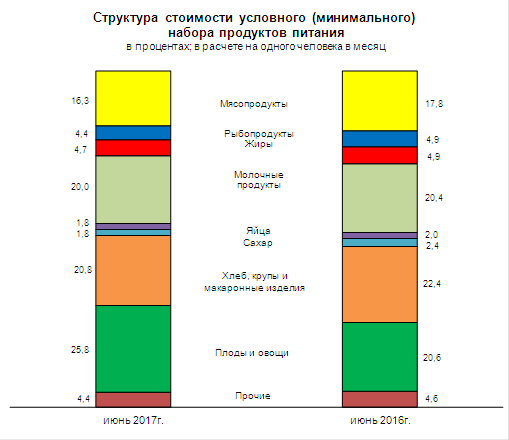 Структура стоимости условного (минимального)
набора продуктов питания
в процентах; в расчете на одного человека в месяц
16,3
Мясопродукты
17,8
4,4
Рыбопродукты
4,9
4,7
Жиры
4,9
20,0
Молочные
продукты
20,4
1,8
Яйца
2,0
1,8
Сахар
2,4
20,8
Хлеб, крупы и
макаронные изделия
22,4
25,8
Плоды и овощи
20,6
4,4
Прочие
4,6
июнь 2017г.
июнь 2016г.